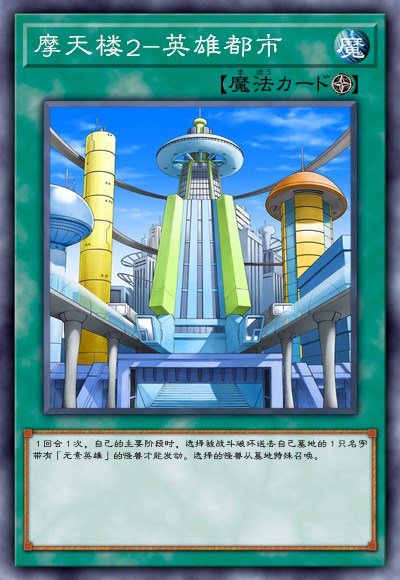 摩天楼2-英雄都市
魔
【魔法カード】
まほう
1回合1次,自己的主要阶段时,选择被战斗破坏送去自己墓地的1只名字
带有「元素英雄」的怪兽才能发动。选择的怪兽从墓地特殊召唤。